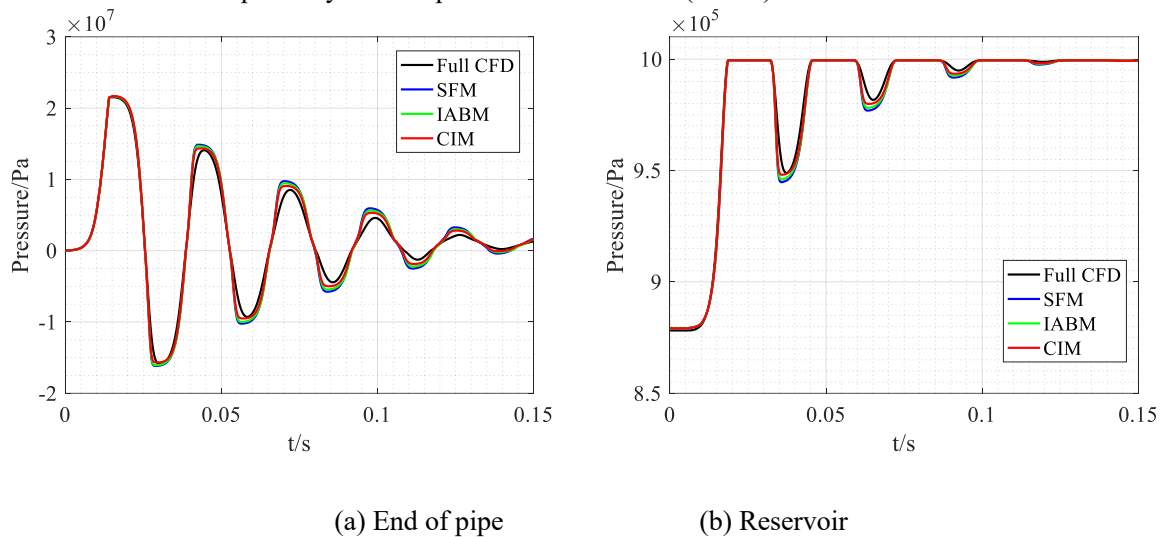 ×10⁷
3
2
1
0
-1
-2
Pressure/Pa
Full CFD
SFM
IABM
CIM
0
0.05
0.1
0.15
t/s
×10⁵
10
9.5
9
8.5
Pressure/Pa
Full CFD
SFM
IABM
CIM
0
0.05
0.1
0.15
t/s
(a) End of pipe
(b) Reservoir